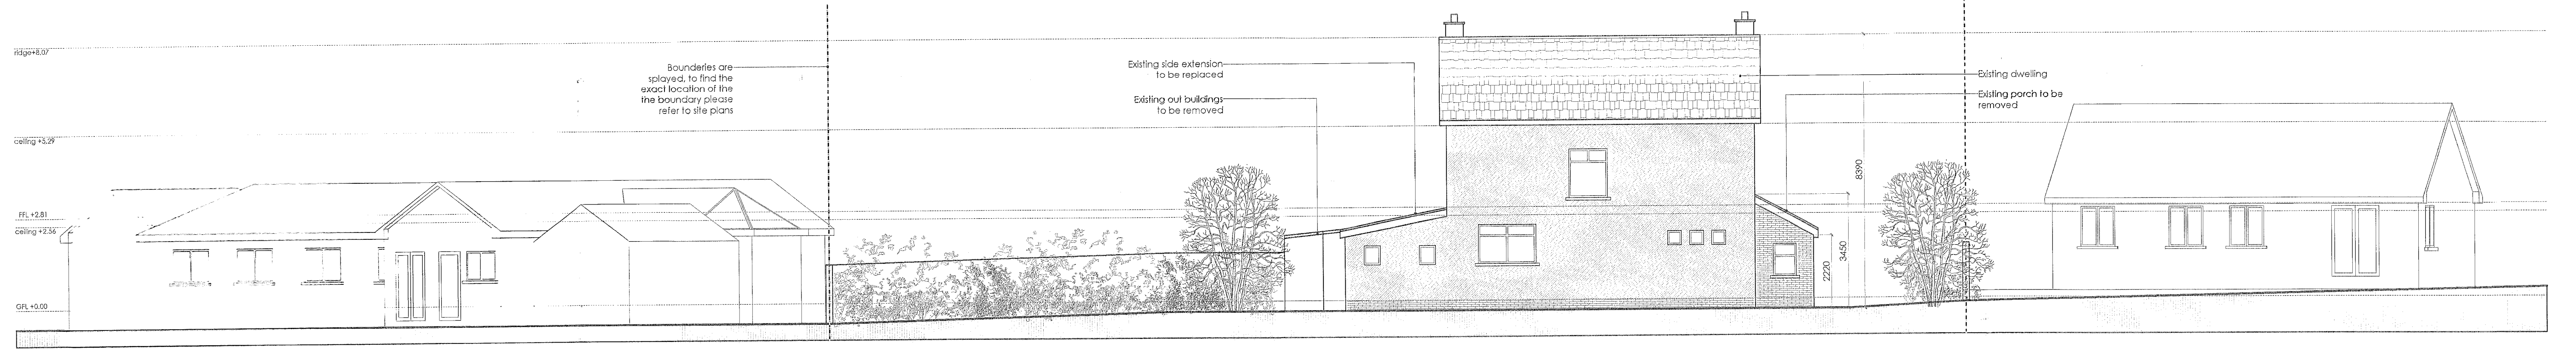 ridge+8.07
ceiling +5.29
FFL +2.81
ceiling +2.56
GFL +0.00
Bounderies are
splayed, to find the
exact location of the
the boundary please
refer to site plans
Existing side extension
to be replaced
Existing out buildings
to be removed
Existing dwelling
Existing porch to be
removed
8390
3450
2220